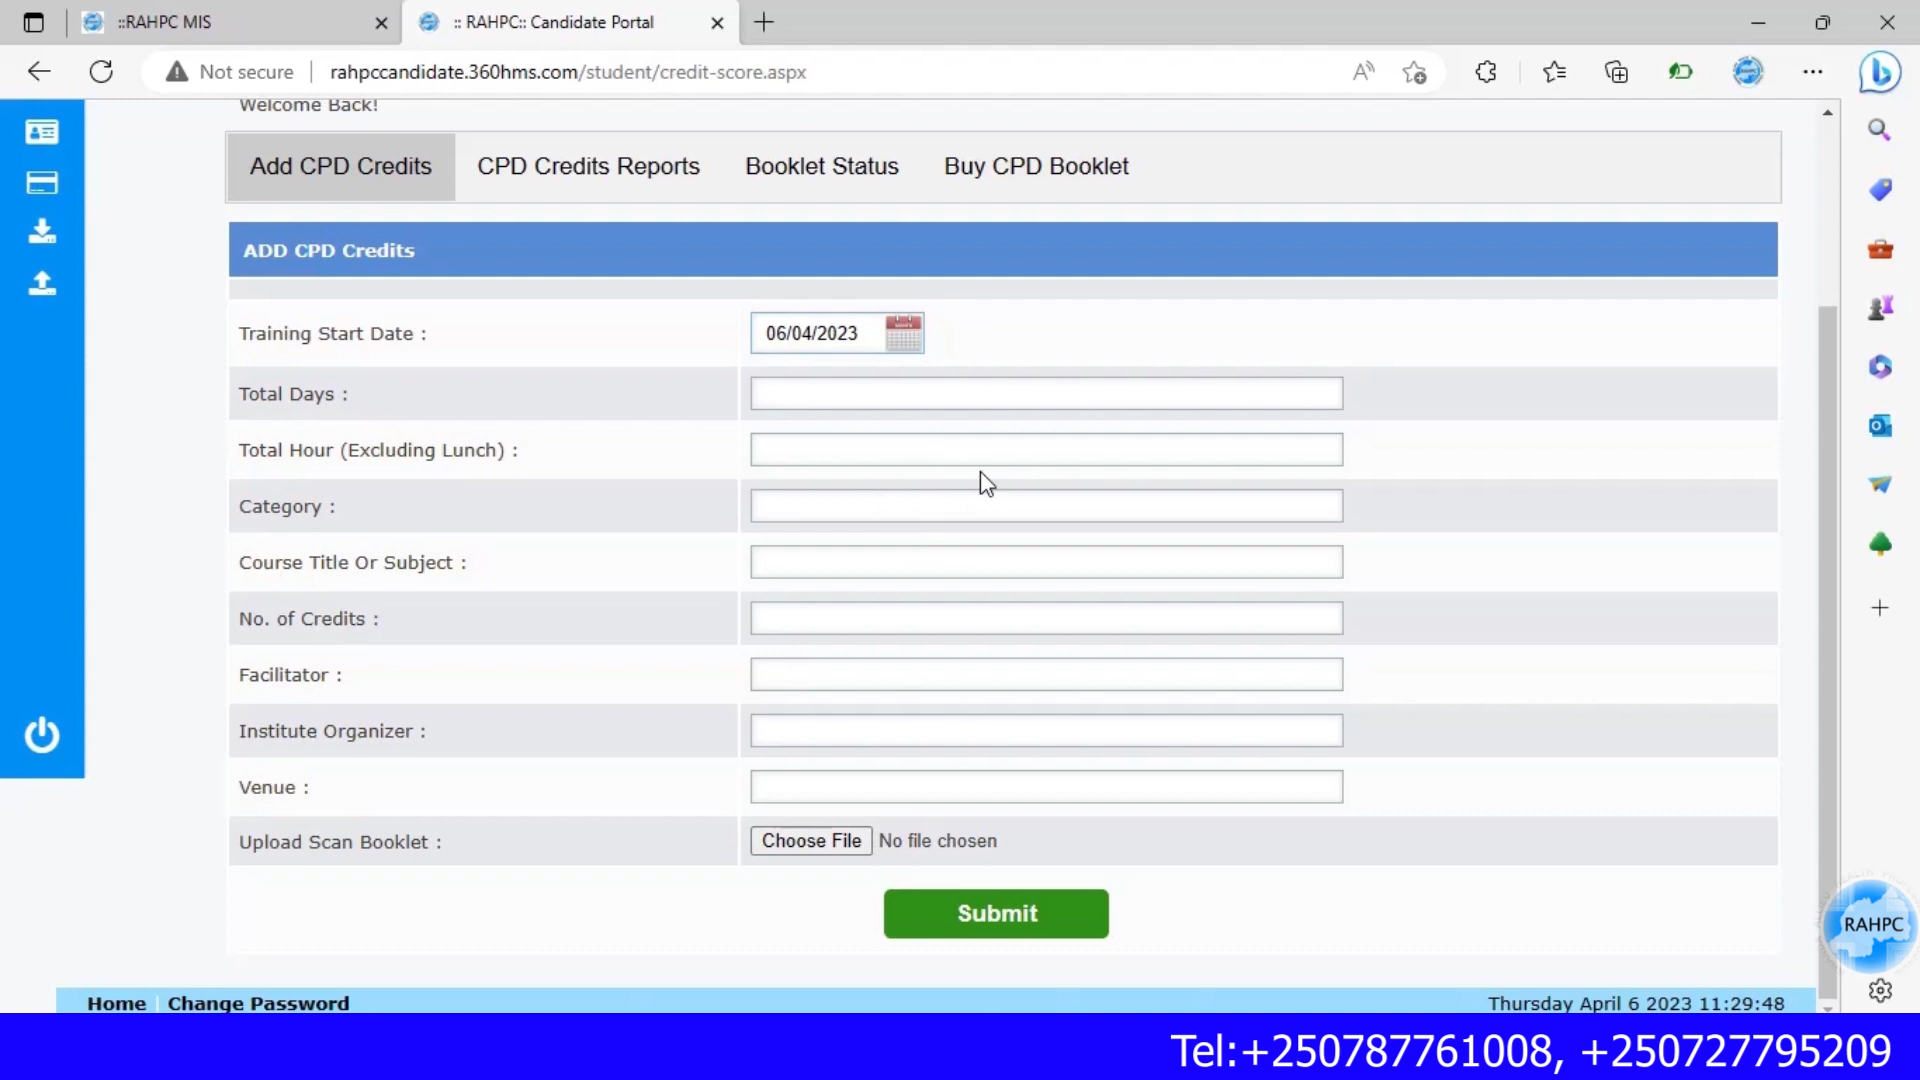 ::RAHPC MIS
:: RAHPC:: Candidate Portal
Not secure
rahpccandidate.360hms.com/student/credit-score.aspx
Welcome Back!
Add CPD Credits
CPD Credits Reports
Booklet Status
Buy CPD Booklet
ADD CPD Credits
Training Start Date :
06/04/2023
Total Days :
Total Hour (Excluding Lunch) :
Category :
Course Title Or Subject :
No. of Credits :
Facilitator :
Institute Organizer :
Venue :
Upload Scan Booklet :
Choose File No file chosen
Submit
RAHPC
Home
Change Password
Thursday April 6 2023 11:29:48
Tel:+250787761008, +250727795209